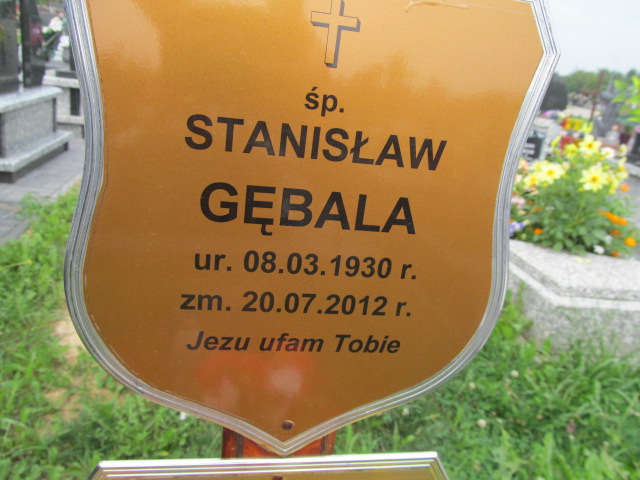 śp.
STANISŁAW
GĘBALA
ur. 08.03.1930 r.
zm. 20.07.2012 r.
Jezu ufam Tobie